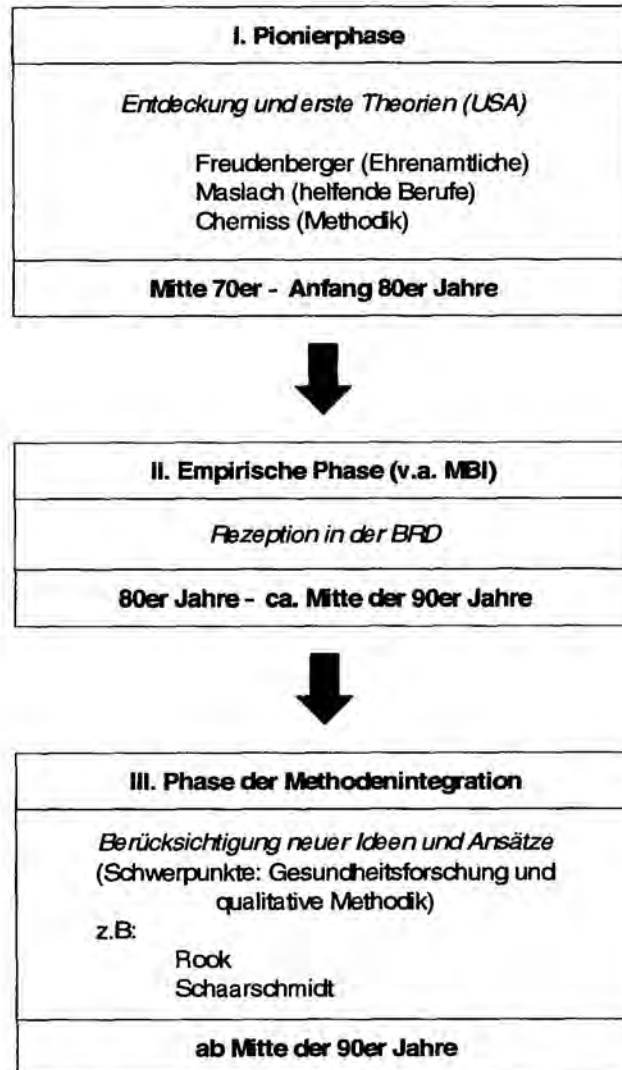 I. Pionierphase
Entdeckung und erste Theorien (USA)
Freudenberger (Ehrenamtliche)
Maslach (helfende Berufe)
Cherniss (Methodik)
Mitte 70er - Anfang 80er Jahre
II. Empirische Phase (v.a. MBI)
Rezeption in der BRD
80er Jahre - ca. Mitte der 90er Jahre
III. Phase der Methodenintegration
Berücksichtigung neuer Ideen und Ansätze
(Schwerpunkte: Gesundheitsforschung und
qualitative Methodik)
z.B:
Rook
Schaarschmidt
ab Mitte der 90er Jahre